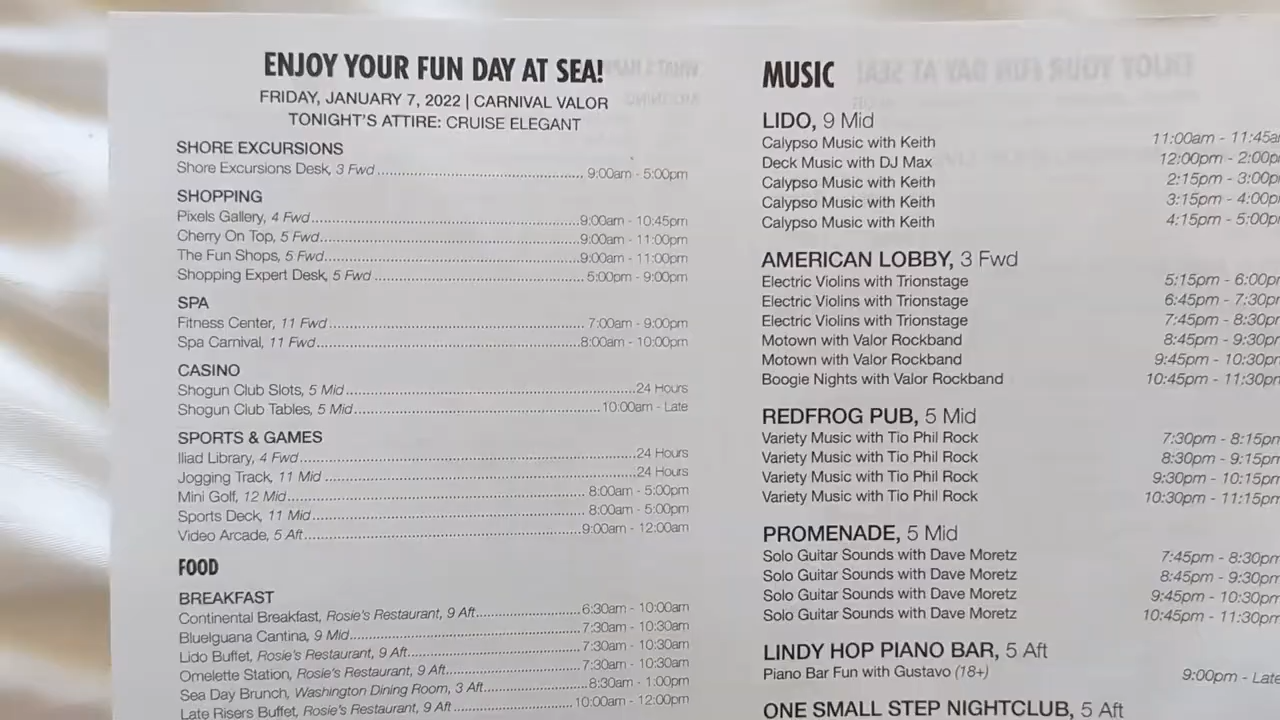 ENJOY YOUR FUN DAY AT SEA!
FRIDAY, JANUARY 7, 2022 | CARNIVAL VALOR
TONIGHT'S ATTIRE: CRUISE ELEGANT
SHORE EXCURSIONS
Shore Excursions Desk, 3 Fwd ........ 9:00am - 5:00pm
SHOPPING
Pixels Gallery, 4 Fwd ........ 9:00am - 10:45pm
Cherry On Top, 5 Fwd ........ 9:00am - 11:00pm
The Fun Shops, 5 Fwd ........ 9:00am - 11:00pm
Shopping Expert Desk, 5 Fwd ........ 5:00pm - 9:00pm
SPA
Fitness Center, 11 Fwd ........ 7:00am - 9:00pm
Spa Carnival, 11 Fwd ........ 8:00am - 10:00pm
CASINO
Shogun Club Slots, 5 Mid ........ 24 Hours
Shogun Club Tables, 5 Mid ........ 10:00am - Late
SPORTS & GAMES
Iliad Library, 4 Fwd ........ 24 Hours
Jogging Track, 11 Mid ........ 24 Hours
Mini Golf, 12 Mid ........ 8:00am - 5:00pm
Sports Deck, 11 Mid ........ 8:00am - 5:00pm
Video Arcade, 5 Aft ........ 9:00am - 12:00am
FOOD
BREAKFAST
Continental Breakfast, Rosie's Restaurant, 9 Aft ........ 6:30am - 10:00am
BlueIguana Cantina, 9 Mid ........ 7:30am - 10:30am
Lido Buffet, Rosie's Restaurant, 9 Aft ........ 7:30am - 10:30am
Omelette Station, Rosie's Restaurant, 9 Aft ........ 7:30am - 10:30am
Sea Day Brunch, Washington Dining Room, 3 Aft ........ 8:30am - 1:00pm
Late Risers Buffet, Rosie's Restaurant, 9 Aft ........ 10:00am - 12:00pm
MUSIC
LIDO, 9 Mid
Calypso Music with Keith 11:00am - 11:45a
Deck Music with DJ Max 12:00pm - 2:00p
Calypso Music with Keith 2:15pm - 3:00p
Calypso Music with Keith 3:15pm - 4:00p
Calypso Music with Keith 4:15pm - 5:00p
AMERICAN LOBBY, 3 Fwd
Electric Violins with Trionstage 5:15pm - 6:00p
Electric Violins with Trionstage 6:45pm - 7:30p
Electric Violins with Trionstage 7:45pm - 8:30p
Motown with Valor Rockband 8:45pm - 9:30p
Motown with Valor Rockband 9:45pm - 10:30p
Boogie Nights with Valor Rockband 10:45pm - 11:30p
REDFROG PUB, 5 Mid
Variety Music with Tio Phil Rock 7:30pm - 8:15p
Variety Music with Tio Phil Rock 8:30pm - 9:15p
Variety Music with Tio Phil Rock 9:30pm - 10:15p
Variety Music with Tio Phil Rock 10:30pm - 11:15p
PROMENADE, 5 Mid
Solo Guitar Sounds with Dave Moretz 7:45pm - 8:30p
Solo Guitar Sounds with Dave Moretz 8:45pm - 9:30p
Solo Guitar Sounds with Dave Moretz 9:45pm - 10:30p
Solo Guitar Sounds with Dave Moretz 10:45pm - 11:30p
LINDY HOP PIANO BAR, 5 Aft
Piano Bar Fun with Gustavo (18+) 9:00pm - Late
ONE SMALL STEP NIGHTCLUB, 5 Aft